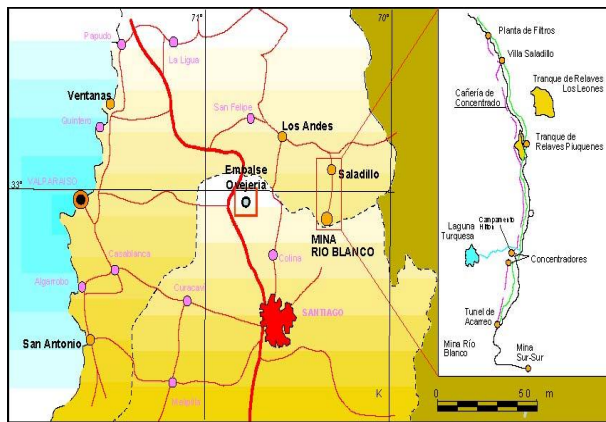 71°
70°
Papudo
La Ligua
Ventanas
Quintero
San Felipe
Los Andes
33°
VALPARAISO
Embalse
Ovejería
Saladillo
MINA
RIO BLANCO
Casablanca
Colina
Algarrobo
Curacaví
SANTIAGO
San Antonio
Melipilla
K
Planta de Filtros
Villa Saladillo
Cañería de
Concentrado
Tranque de Relaves
Los Leones
Tranque de
Relaves Piuquenes
Laguna
Turquesa
Campamento
Hitos
Concentradores
Tunel de
Acarreo
Mina Río
Blanco
Mina
Sur-Sur
0
50
m